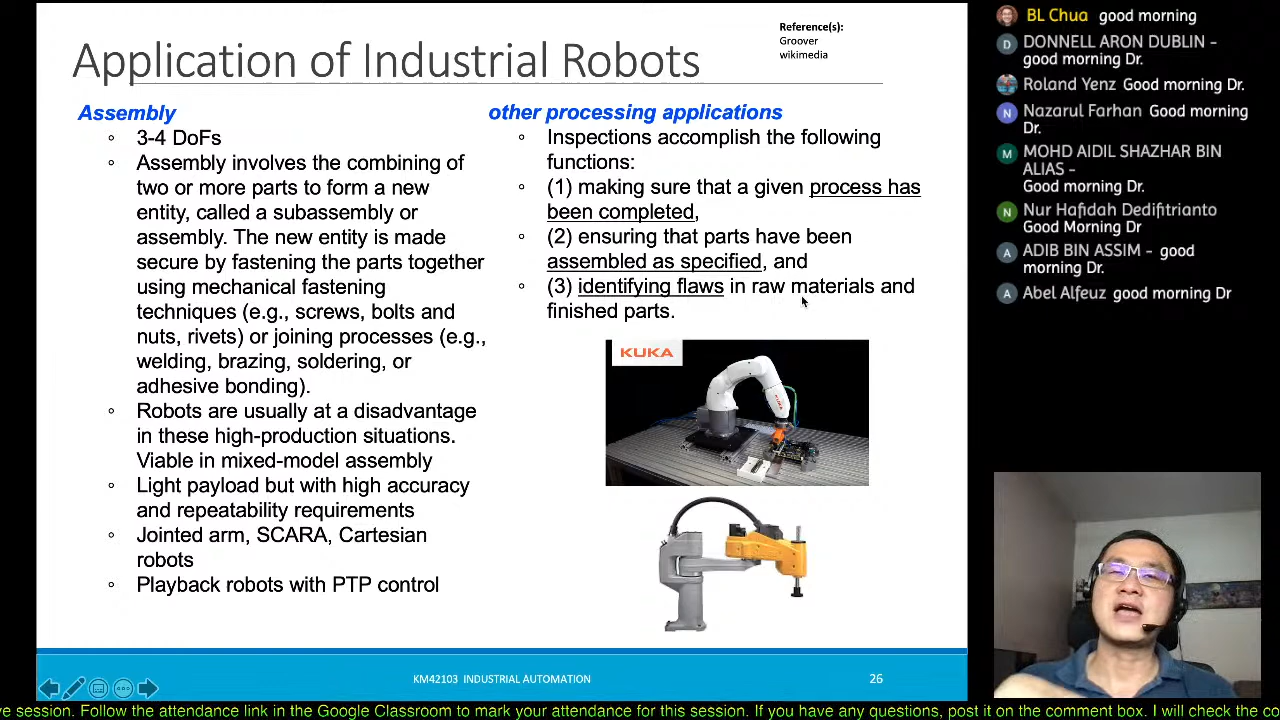 Reference(s):
Groover
wikimedia
Application of Industrial Robots
Assembly
◦ 3-4 DoFs
◦ Assembly involves the combining of
two or more parts to form a new
entity, called a subassembly or
assembly. The new entity is made
secure by fastening the parts together
using mechanical fastening
techniques (e.g., screws, bolts and
nuts, rivets) or joining processes (e.g.,
welding, brazing, soldering, or
adhesive bonding).
◦ Robots are usually at a disadvantage
in these high-production situations.
Viable in mixed-model assembly
◦ Light payload but with high accuracy
and repeatability requirements
◦ Jointed arm, SCARA, Cartesian
robots
◦ Playback robots with PTP control
other processing applications
◦ Inspections accomplish the following
functions:
◦ (1) making sure that a given process has
been completed,
◦ (2) ensuring that parts have been
assembled as specified, and
◦ (3) identifying flaws in raw materials and
finished parts.
KUKA
KUKA
KM42103 INDUSTRIAL AUTOMATION
26
BL Chua good morning
D
DONNELL ARON DUBLIN -
good morning Dr.
Roland Yenz Good morning Dr.
N
Nazarul Farhan Good morning
Dr.
M
MOHD AIDIL SHAZHAR BIN
ALIAS -
Good morning Dr.
N
Nur Hafidah Dedifitrianto
Good Morning Dr
A
ADIB BIN ASSIM - good
morning Dr.
A
Abel Alfeuz good morning Dr
ve session. Follow the attendance link in the Google Classroom to mark your attendance for this session. If you have any questions, post it on the comment box. I will check the co